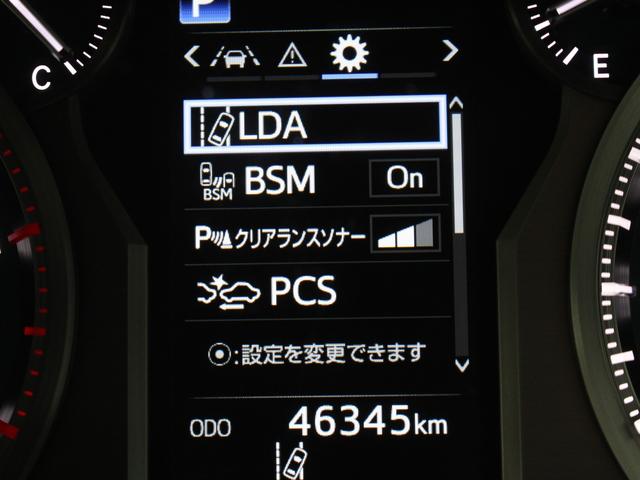 P
C
E
LDA
BSM BSM On
P クリアランスソナー
PCS
:設定を変更できます
ODO 46345km